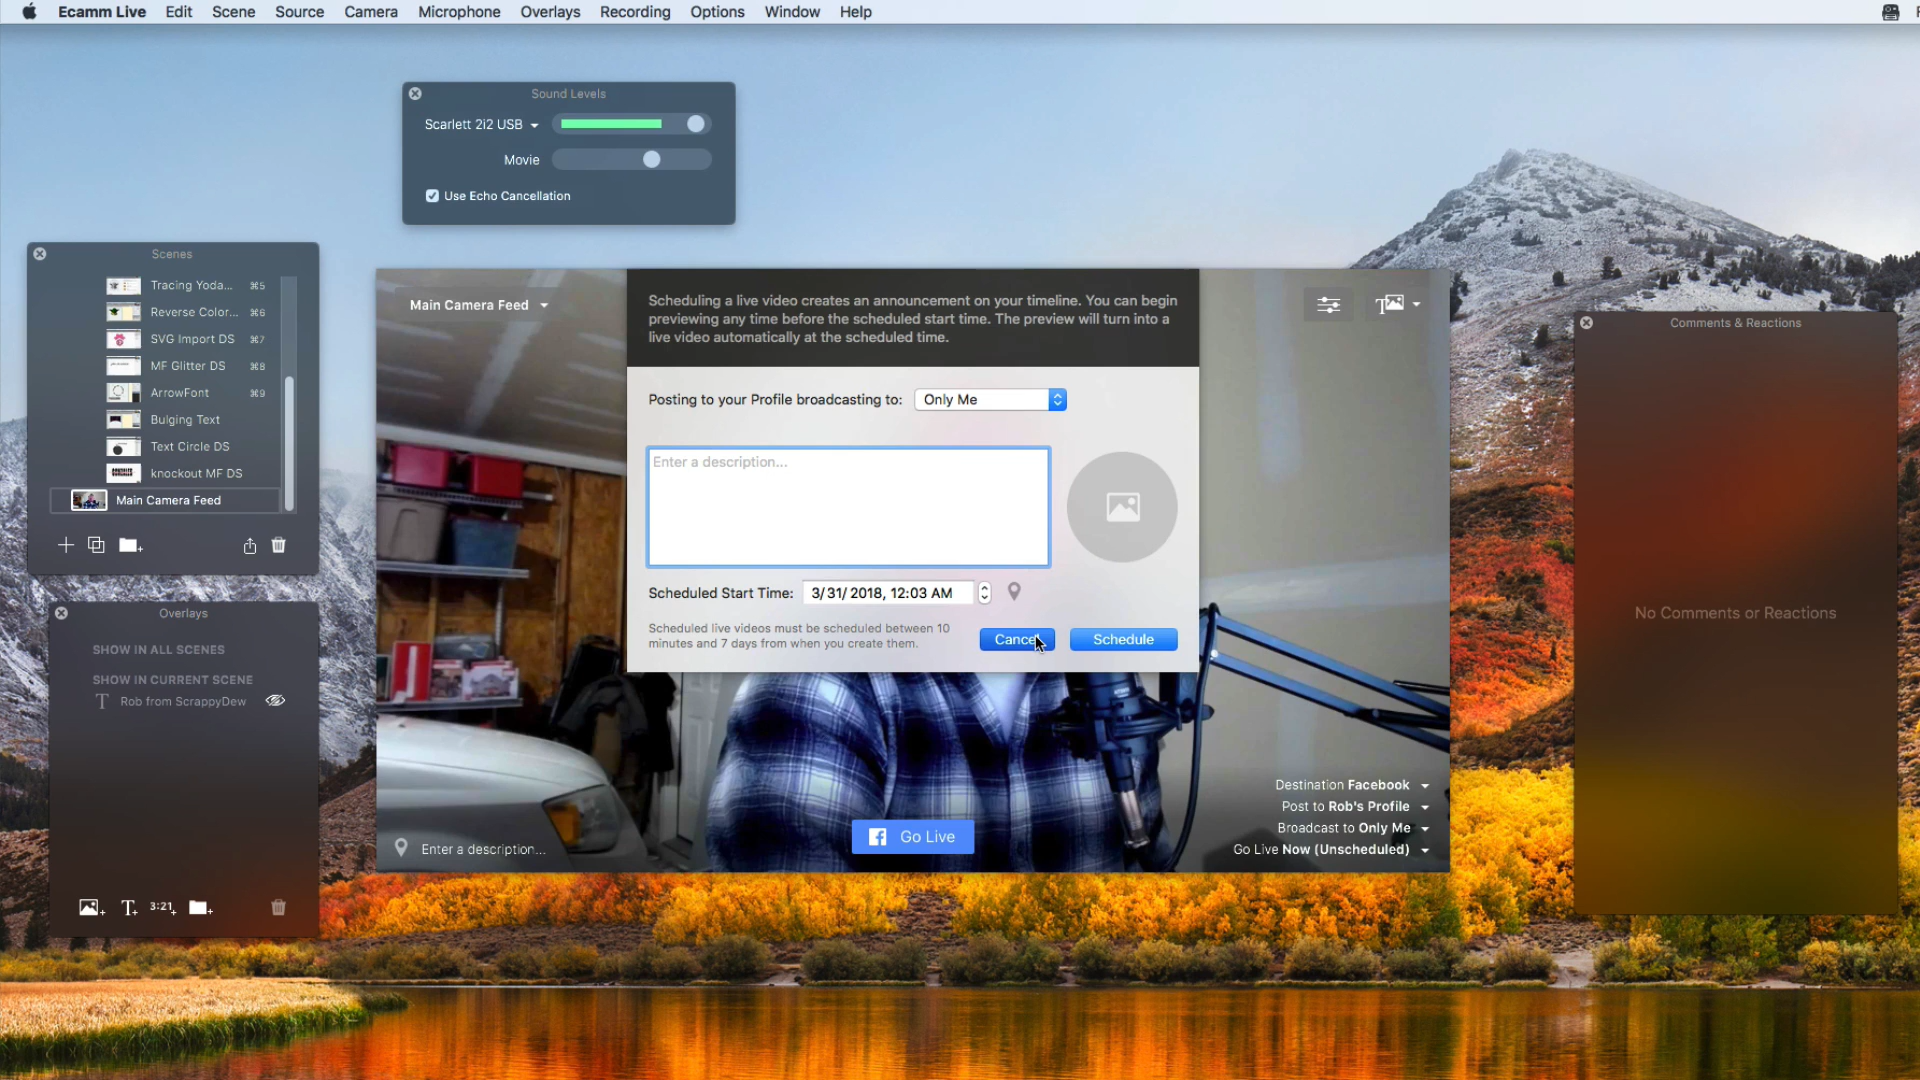 Ecamm Live Edit Scene Source Camera Microphone Overlays Recording Options Window Help
Sound Levels
Scarlett 2i2 USB
Movie
Use Echo Cancellation
Scenes
Tracing Yoda... ⌘5
Reverse Color... ⌘6
SVG Import DS ⌘7
MF Glitter DS ⌘8
ArrowFont ⌘9
Bulging Text
Text Circle DS
knockout MF DS
Main Camera Feed
Overlays
SHOW IN ALL SCENES
SHOW IN CURRENT SCENE
T Rob from ScrappyDew
3:21
Main Camera Feed
Scheduling a live video creates an announcement on your timeline. You can begin
previewing any time before the scheduled start time. The preview will turn into a
live video automatically at the scheduled time.
Posting to your Profile broadcasting to: Only Me
Enter a description...
Scheduled Start Time: 3/31/2018, 12:03 AM
Scheduled live videos must be scheduled between 10
minutes and 7 days from when you create them.
Cancel Schedule
Destination Facebook
Post to Rob's Profile
Broadcast to Only Me
Go Live Now (Unscheduled)
Go Live
Enter a description...
Comments & Reactions
No Comments or Reactions